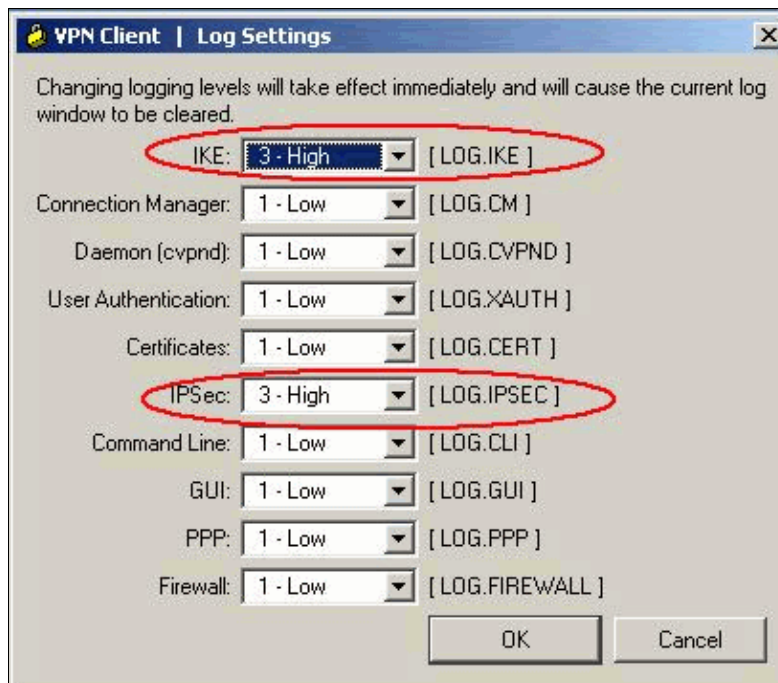 VPN Client | Log Settings
Changing logging levels will take effect immediately and will cause the current log
window to be cleared.
IKE: 3 - High [LOG.IKE ]
Connection Manager: 1 - Low [LOG.CM ]
Daemon (cvpnd): 1 - Low [LOG.CVPND ]
User Authentication: 1 - Low [LOG.XAUTH ]
Certificates: 1 - Low [LOG.CERT ]
IPSec: 3 - High [LOG.IPSEC ]
Command Line: 1 - Low [LOG.CLI ]
GUI: 1 - Low [LOG.GUI ]
PPP: 1 - Low [LOG.PPP ]
Firewall: 1 - Low [LOG.FIREWALL ]
OK Cancel